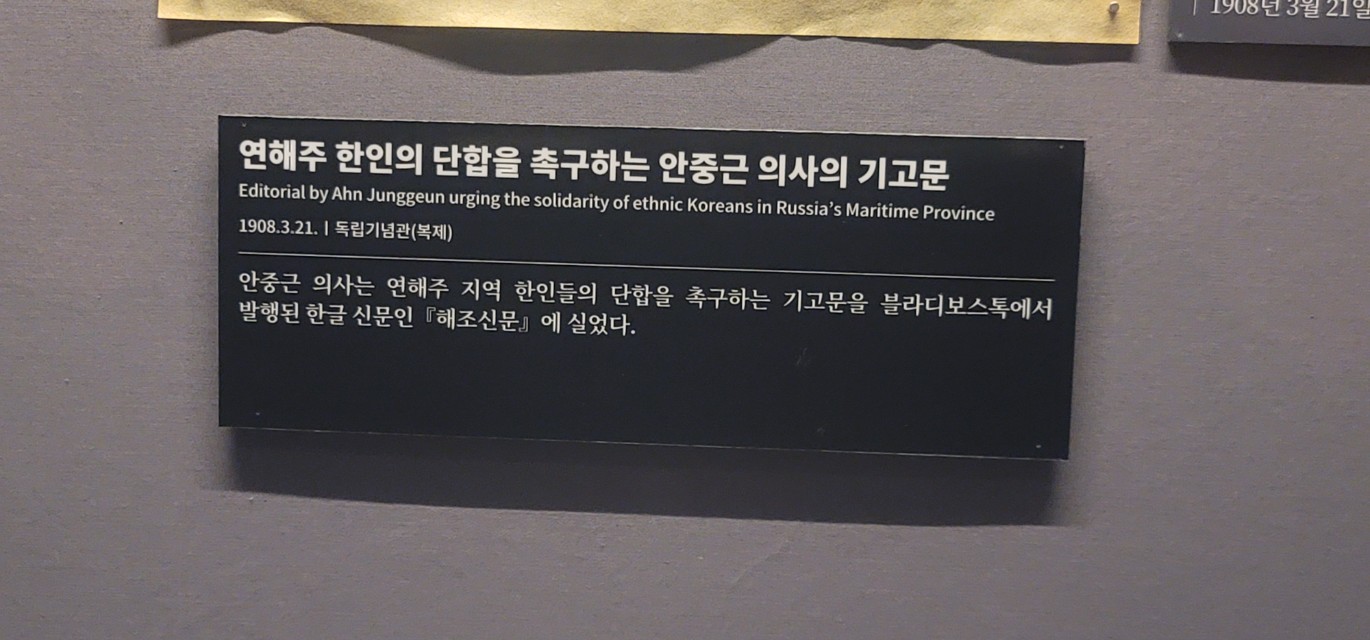 1908년 3월 21일
연해주 한인의 단합을 촉구하는 안중근 의사의 기고문
Editorial by Ahn Junggeun urging the solidarity of ethnic Koreans in Russia's Maritime Province
1908.3.21. | 독립기념관(복제)
안중근 의사는 연해주 지역 한인들의 단합을 촉구하는 기고문을 블라디보스톡에서
발행된 한글 신문인 『해조신문』에 실었다.